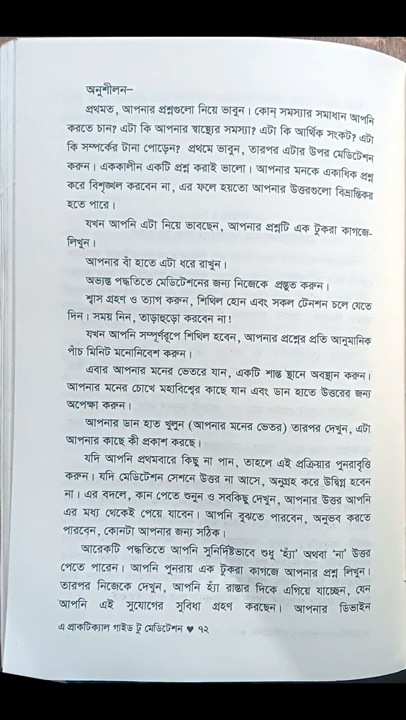 অনুশীলন–
প্রথমত, আপনার প্রশ্নগুলো নিয়ে ভাবুন। কোন্ সমস্যার সমাধান আপনি
করতে চান? এটা কি আপনার স্বাস্থ্যের সমস্যা? এটা কি আর্থিক সংকট? এটা
কি সম্পর্কের টানা পোড়েন? প্রথমে ভাবুন, তারপর এটার উপর মেডিটেশন
করুন। এককালীন একটি প্রশ্ন করাই ভালো। আপনার মনকে একাধিক প্রশ্ন
করে বিশৃঙ্খল করবেন না, এর ফলে হয়তো আপনার উত্তরগুলো বিভ্রান্তিকর
হতে পারে।
যখন আপনি এটা নিয়ে ভাবছেন, আপনার প্রশ্নটি এক টুকরা কাগজে-
লিখুন।
আপনার বাঁ হাতে এটা ধরে রাখুন।
অভ্যস্ত পদ্ধতিতে মেডিটেশনের জন্য নিজেকে প্রস্তুত করুন।
শ্বাস গ্রহণ ও ত্যাগ করুন, শিথিল হোন এবং সকল টেনশন চলে যেতে
দিন। সময় নিন, তাড়াহুড়ো করবেন না!
যখন আপনি সম্পূর্ণরূপে শিথিল হবেন, আপনার প্রশ্নের প্রতি আনুমানিক
পাঁচ মিনিট মনোনিবেশ করুন।
এবার আপনার মনের ভেতরে যান, একটি শান্ত স্থানে অবস্থান করুন।
আপনার মনের চোখে মহাবিশ্বের কাছে যান এবং ডান হাতে উত্তরের জন্য
অপেক্ষা করুন।
আপনার ডান হাত খুলুন (আপনার মনের ভেতর) তারপর দেখুন, এটা
আপনার কাছে কী প্রকাশ করছে।
যদি আপনি প্রথমবারে কিছু না পান, তাহলে এই প্রক্রিয়ার পুনরাবৃত্তি
করুন। যদি মেডিটেশন সেশনে উত্তর না আসে, অনুগ্রহ করে উদ্বিগ্ন হবেন
না। এর বদলে, কান পেতে শুনুন ও সবকিছু দেখুন, আপনার উত্তর আপনি
এর মধ্য থেকেই পেয়ে যাবেন। আপনি বুঝতে পারবেন, অনুভব করতে
পারবেন, কোনটা আপনার জন্য সঠিক।
আরেকটি পদ্ধতিতে আপনি সুনির্দিষ্টভাবে শুধু ‘হ্যাঁ’ অথবা ‘না’ উত্তর
পেতে পারেন। আপনি পুনরায় এক টুকরা কাগজে আপনার প্রশ্ন লিখুন।
তারপর নিজেকে দেখুন, আপনি হ্যাঁ রাস্তার দিকে এগিয়ে যাচ্ছেন, যেন
আপনি এই সুযোগের সুবিধা গ্রহণ করছেন। আপনার ডিভাইন
এ প্রাকটিক্যাল গাইড টু মেডিটেশন ♥ ৭২